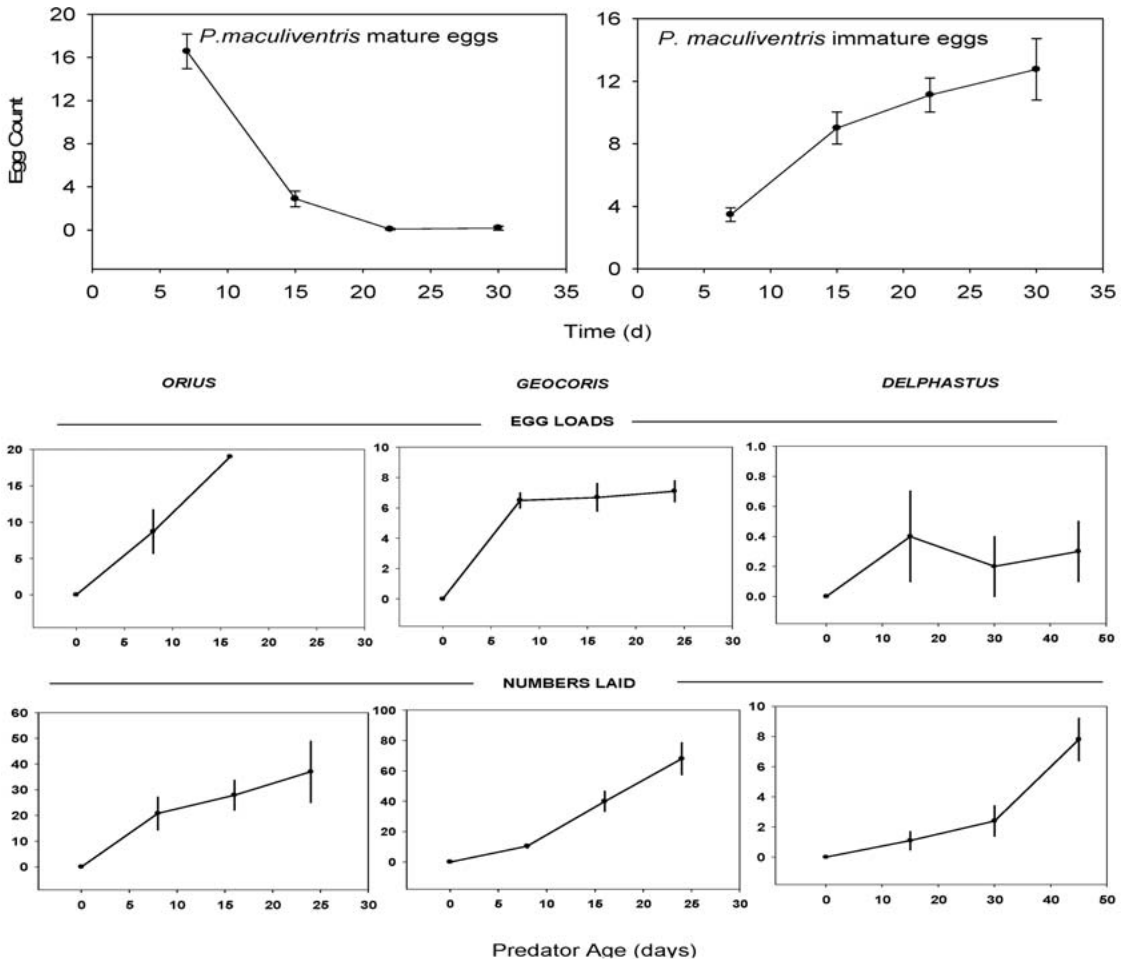 P.maculiventris mature eggs
P. maculiventris immature eggs
Egg Count
20
16
12
8
4
0
0 5 10 15 20 25 30 35
16
12
8
4
0
0 5 10 15 20 25 30 35
Time (d)
ORIUS GEOCORIS DELPHASTUS
EGG LOADS
20
15
10
5
0
0 5 10 15 20 25 30
10
8
6
4
2
0
0 5 10 15 20 25 30
1.0
0.8
0.6
0.4
0.2
0.0
0 10 20 30 40 50
NUMBERS LAID
60
50
40
30
20
10
0
0 5 10 15 20 25 30
100
80
60
40
20
0
0 5 10 15 20 25 30
10
8
6
4
2
0
0 10 20 30 40 50
Predator Age (days)